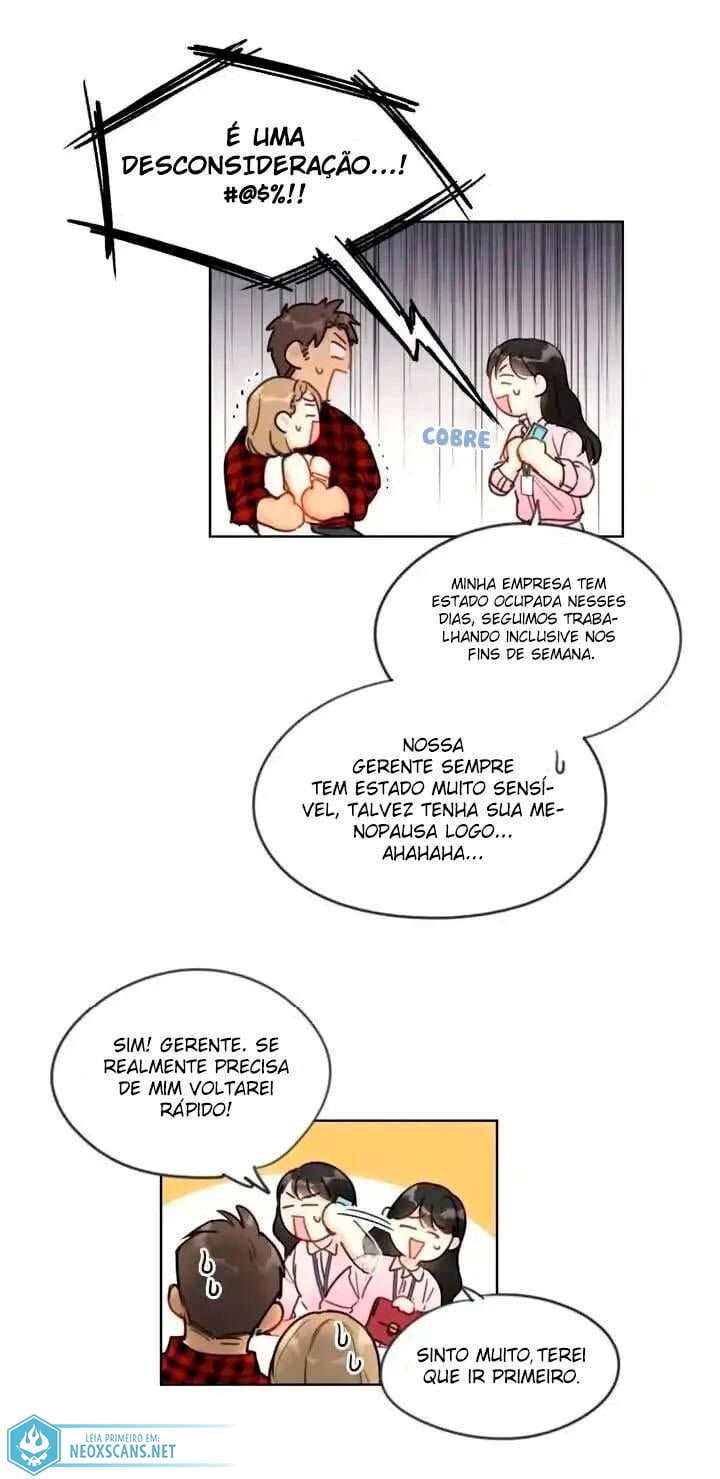 É UMA
DESCONSIDERAÇÃO...!
#@$%!!
COBRE
MINHA EMPRESA TEM
ESTADO OCUPADA NESSES
DIAS, SEGUIMOS TRABA-
LHANDO INCLUSIVE NOS
FINS DE SEMANA.
NOSSA
GERENTE SEMPRE
TEM ESTADO MUITO SENSÍ-
VEL, TALVEZ TENHA SUA ME-
NOPAUSA LOGO...
AHAHAHA...
SIM! GERENTE. SE
REALMENTE PRECISA
DE MIM VOLTAREI
RÁPIDO!
SINTO MUITO, TEREI
QUE IR PRIMEIRO.
LEIA PRIMEIRO EM:
NEOXSCANS.NET